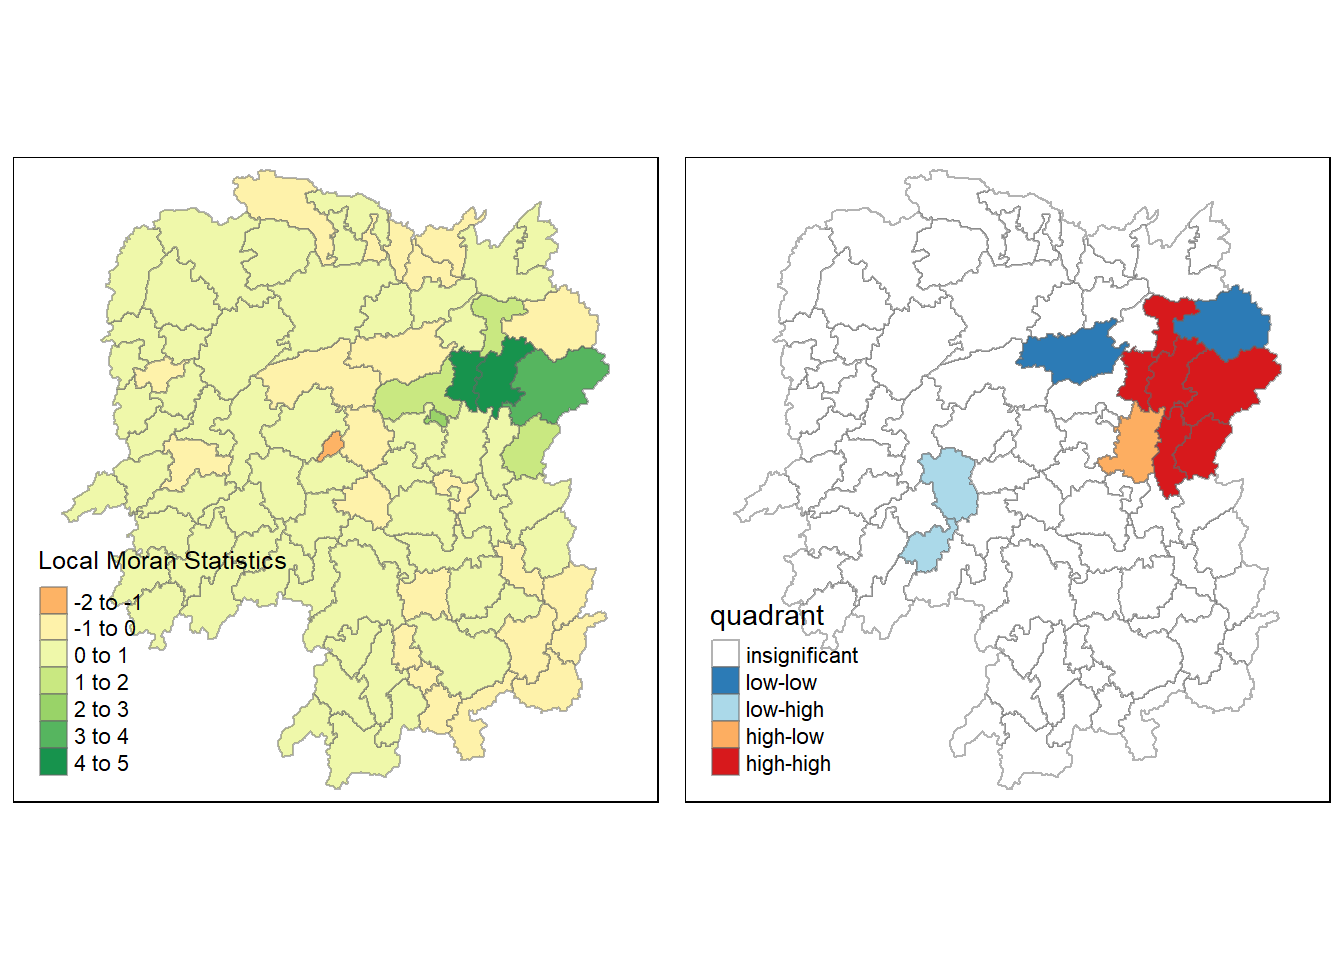 Local Moran Statistics
-2 to -1
-1 to 0
0 to 1
1 to 2
2 to 3
3 to 4
4 to 5
quadrant
insignificant
low-low
low-high
high-low
high-high